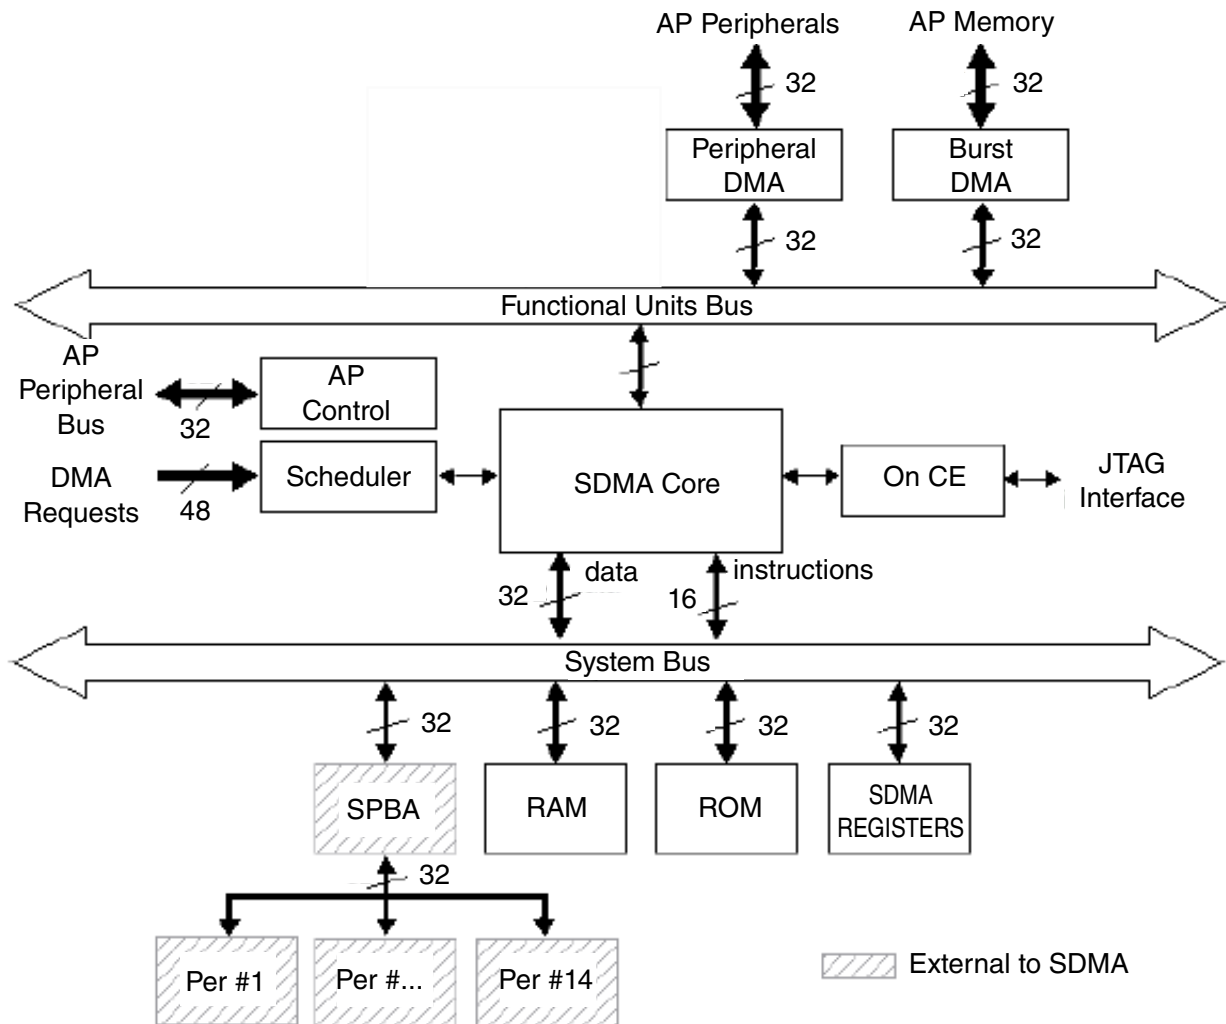 AP Peripherals
AP Memory
32
32
Peripheral
DMA
Burst
DMA
32
32
Functional Units Bus
AP
Peripheral
Bus
32
AP
Control
DMA
Requests
48
Scheduler
SDMA Core
On CE
JTAG
Interface
32
data
16
instructions
System Bus
32
32
32
32
SPBA
RAM
ROM
SDMA
REGISTERS
32
Per #1
Per #...
Per #14
External to SDMA